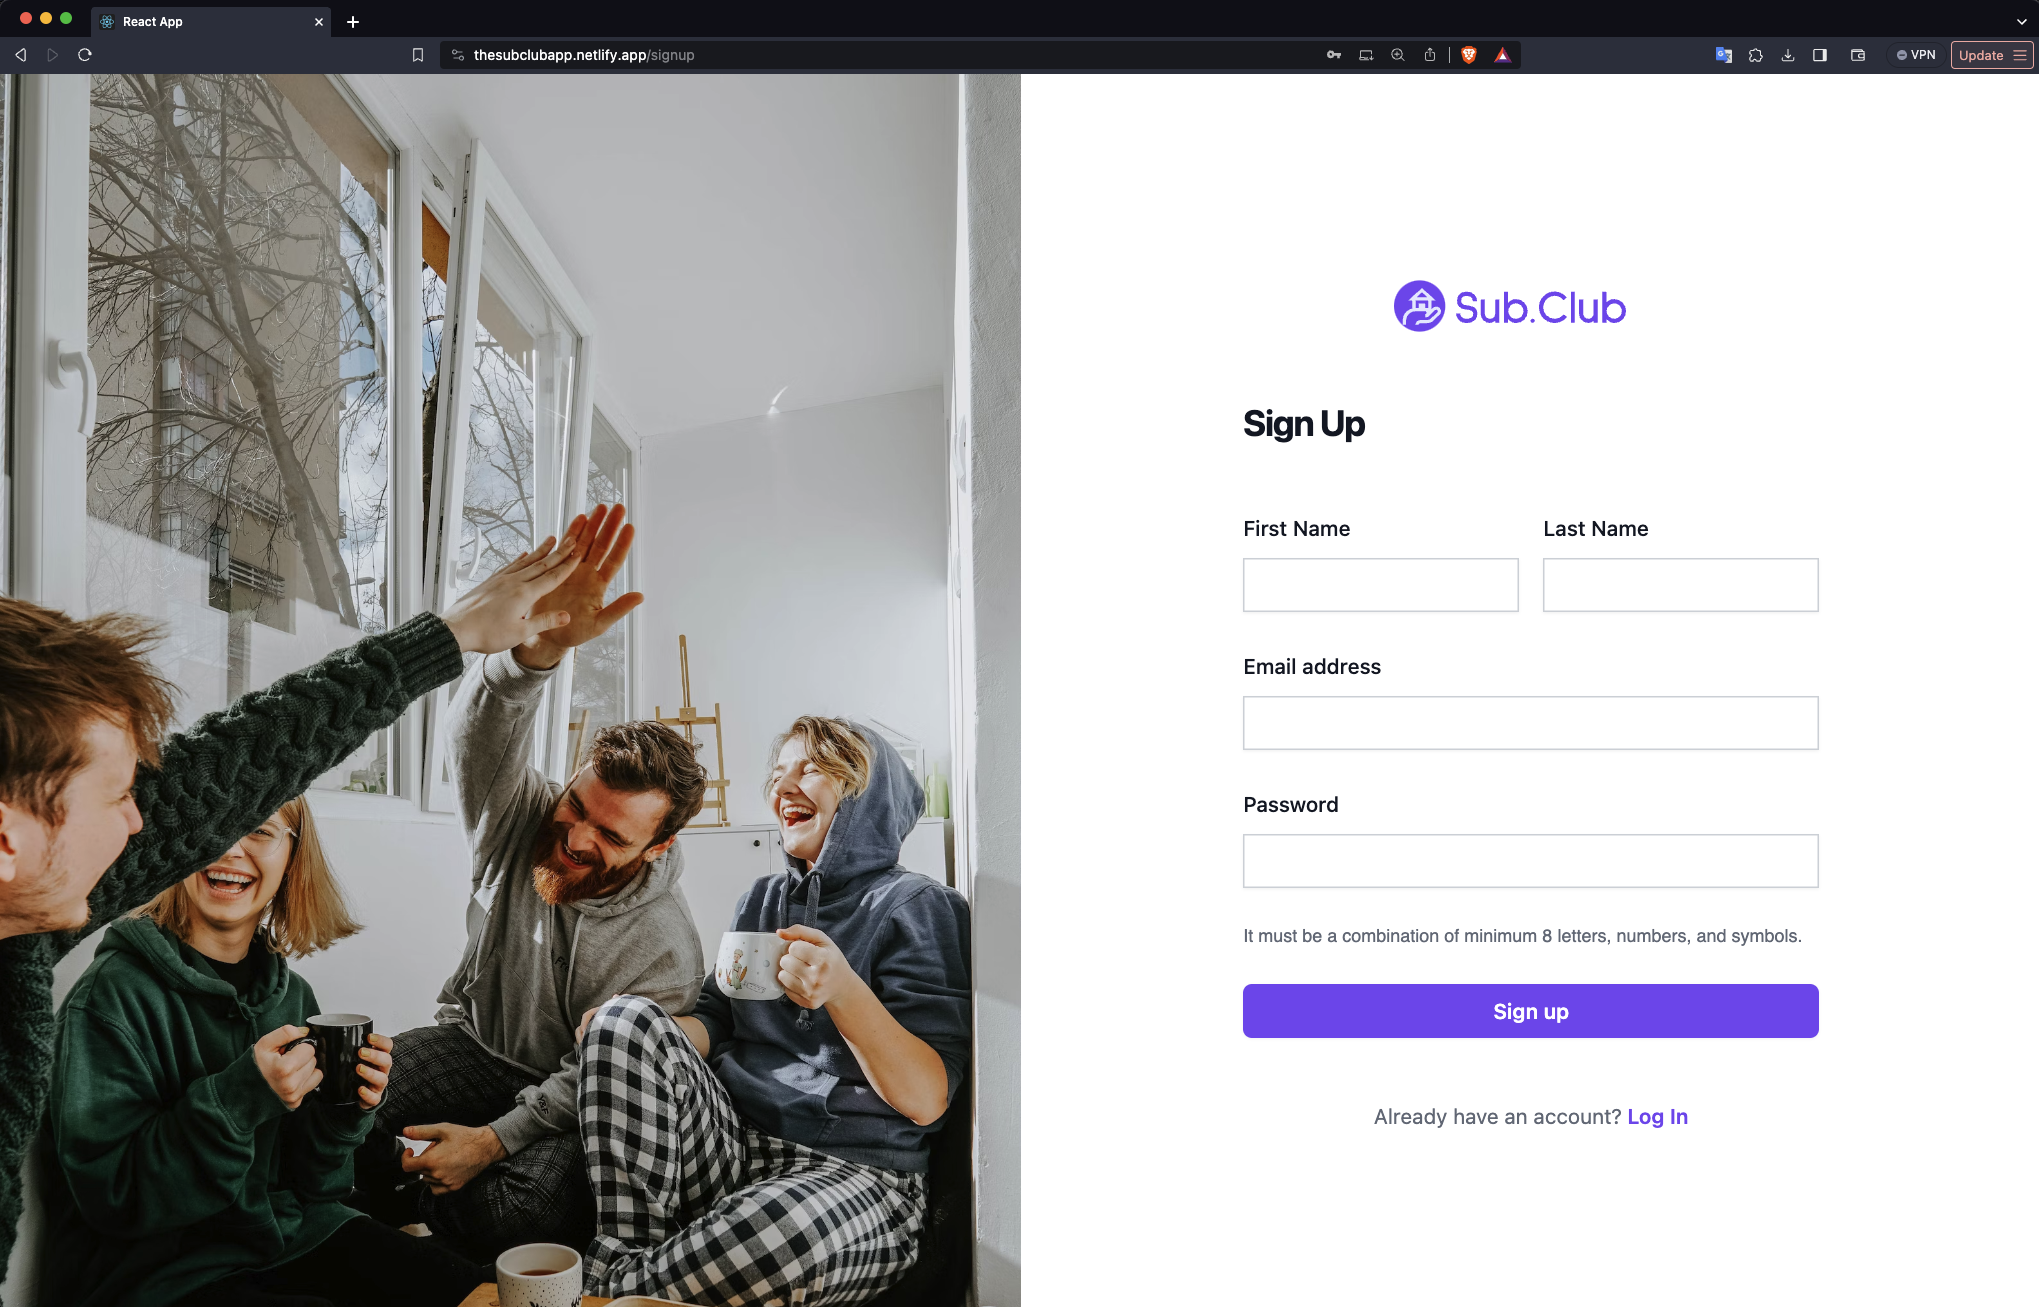 React App
thesubclubapp.netlify.app/signup
VPN
Update
Sub.Club
Sign Up
First Name
Last Name
Email address
Password
It must be a combination of minimum 8 letters, numbers, and symbols.
Sign up
Already have an account? Log In